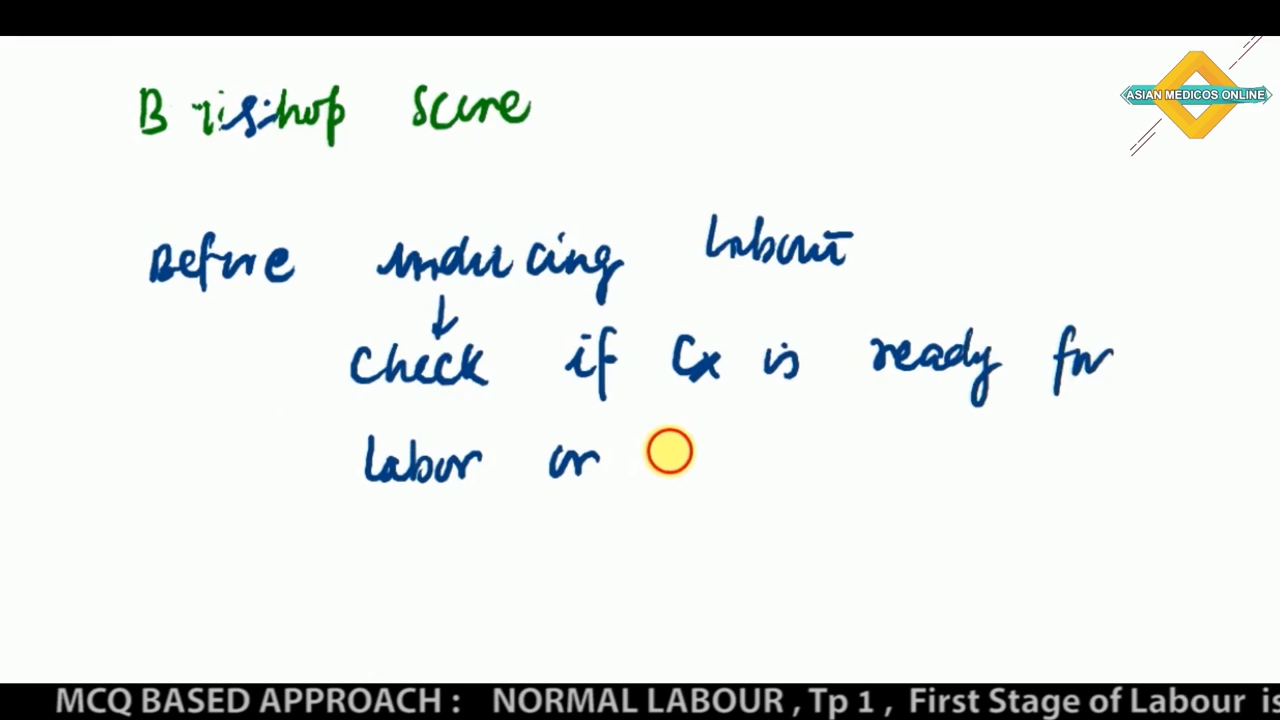 Bishop Score
ASIAN MEDICOS ONLINE
Before inducing labour
↓
Check if Cx is ready for
labor or
MCQ BASED APPROACH : NORMAL LABOUR , Tp 1 , First Stage of Labour is